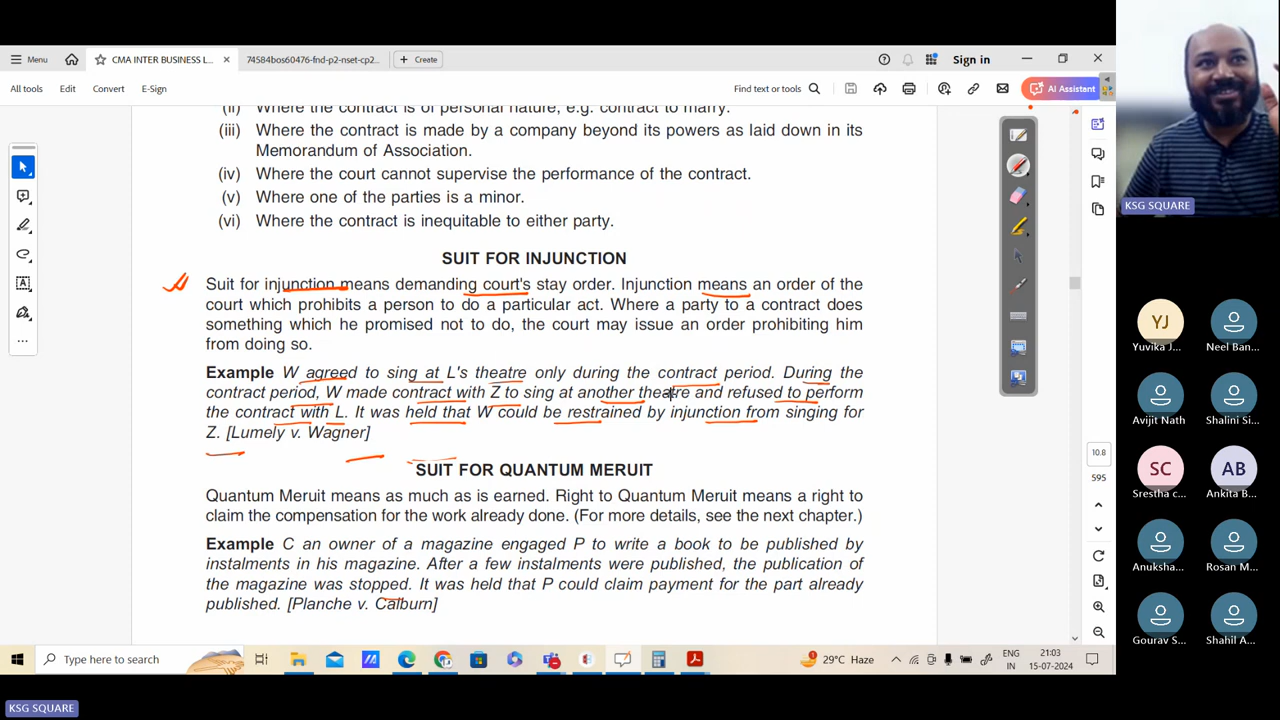 Menu
CMA INTER BUSINESS L...
74584bos60476-fnd-p2-nset-cp2...
Create
Sign in
All tools
Edit
Convert
E-Sign
Find text or tools
AI Assistant
(ii) Where the contract is of personal nature, e.g. contract to marry.
(iii) Where the contract is made by a company beyond its powers as laid down in its
Memorandum of Association.
(iv) Where the court cannot supervise the performance of the contract.
(v) Where one of the parties is a minor.
(vi) Where the contract is inequitable to either party.
SUIT FOR INJUNCTION
Suit for injunction means demanding court's stay order. Injunction means an order of the
court which prohibits a person to do a particular act. Where a party to a contract does
something which he promised not to do, the court may issue an order prohibiting him
from doing so.
Example W agreed to sing at L's theatre only during the contract period. During the
contract period, W made contract with Z to sing at another theatre and refused to perform
the contract with L. It was held that W could be restrained by injunction from singing for
Z. [Lumely v. Wagner]
SUIT FOR QUANTUM MERUIT
Quantum Meruit means as much as is earned. Right to Quantum Meruit means a right to
claim the compensation for the work already done. (For more details, see the next chapter.)
Example C an owner of a magazine engaged P to write a book to be published by
instalments in his magazine. After a few instalments were published, the publication of
the magazine was stopped. It was held that P could claim payment for the part already
published. [Planche v. Calburn]
10.8
595
KSG SQUARE
YJ
Yuvika J...
Neel Ban...
Avijit Nath
Shalini Si...
SC
Srestha c...
AB
Ankita B...
Anuksha...
Rosan M...
Gourav S...
Shahil A...
Type here to search
29°C Haze
ENG
IN
21:03
15-07-2024
KSG SQUARE